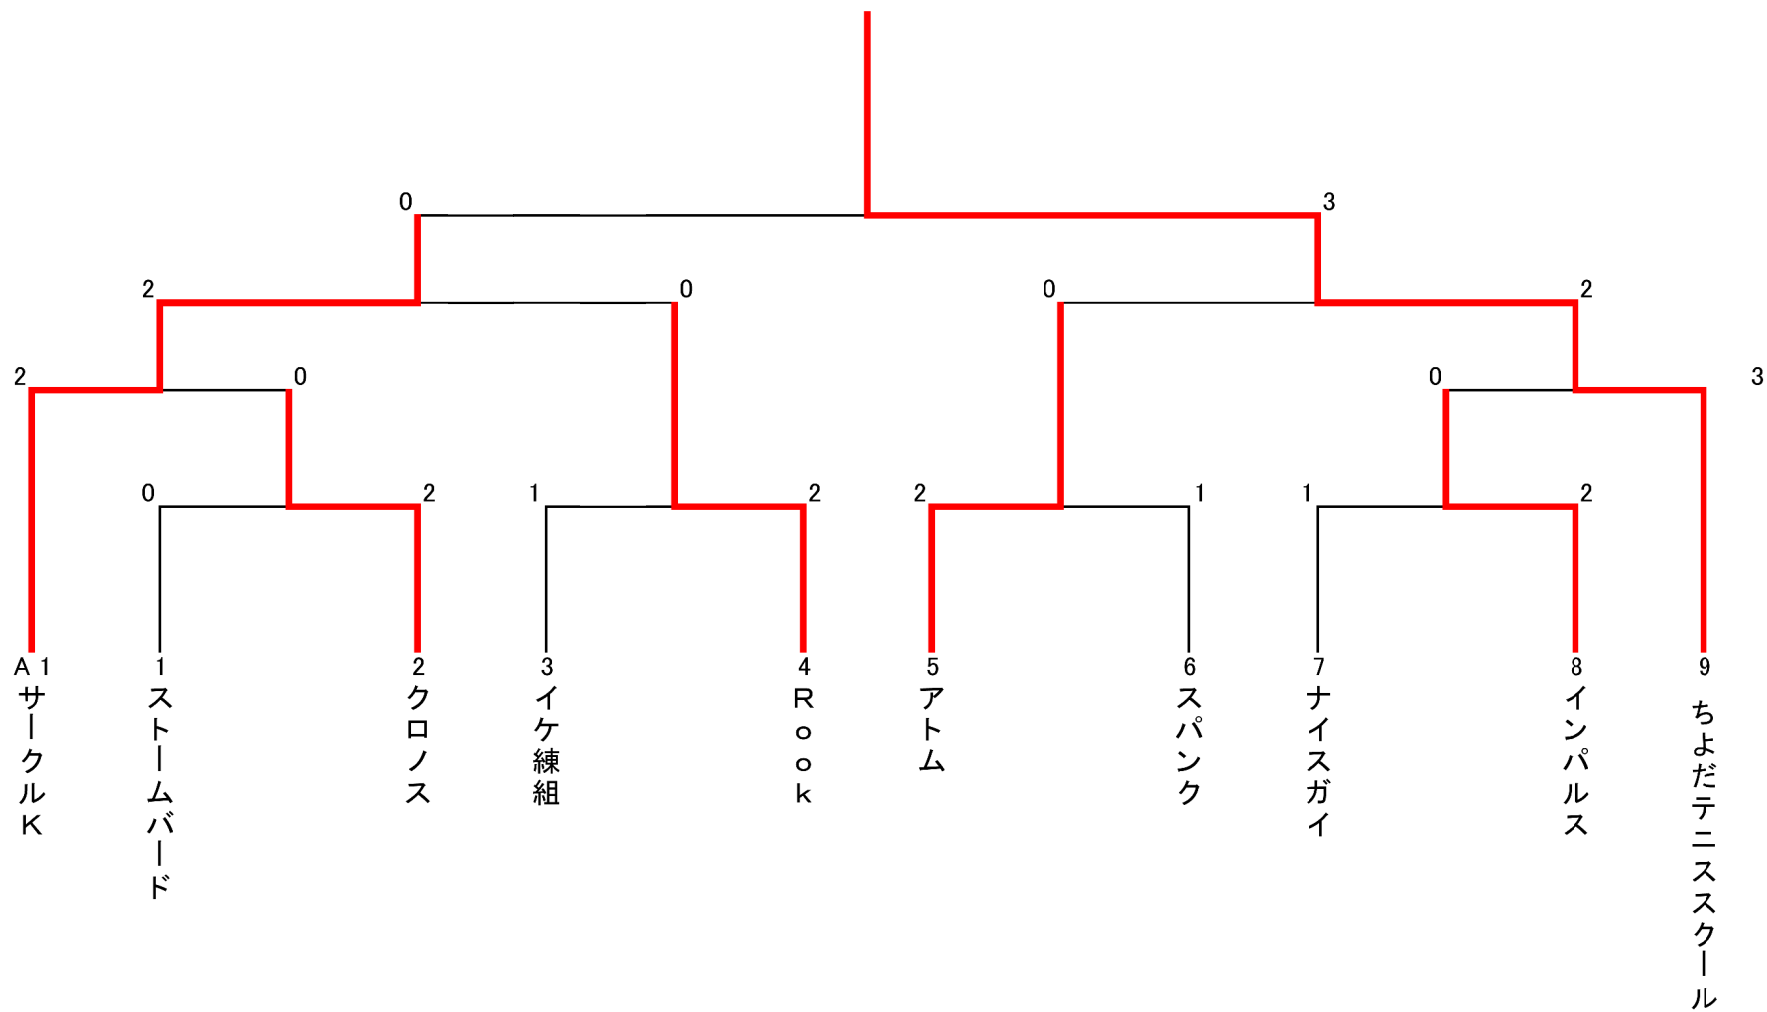 0 3
2 0 0 2
2 0 0 3
0 2 1 2 2 1 1 2
A1 1 2 3 4 5 6 7 8 9
サークルK
ストームバード
クロノス
イケ練組
Rook
アトム
スパンク
ナイスガイ
インパルス
ちよだテニススクール